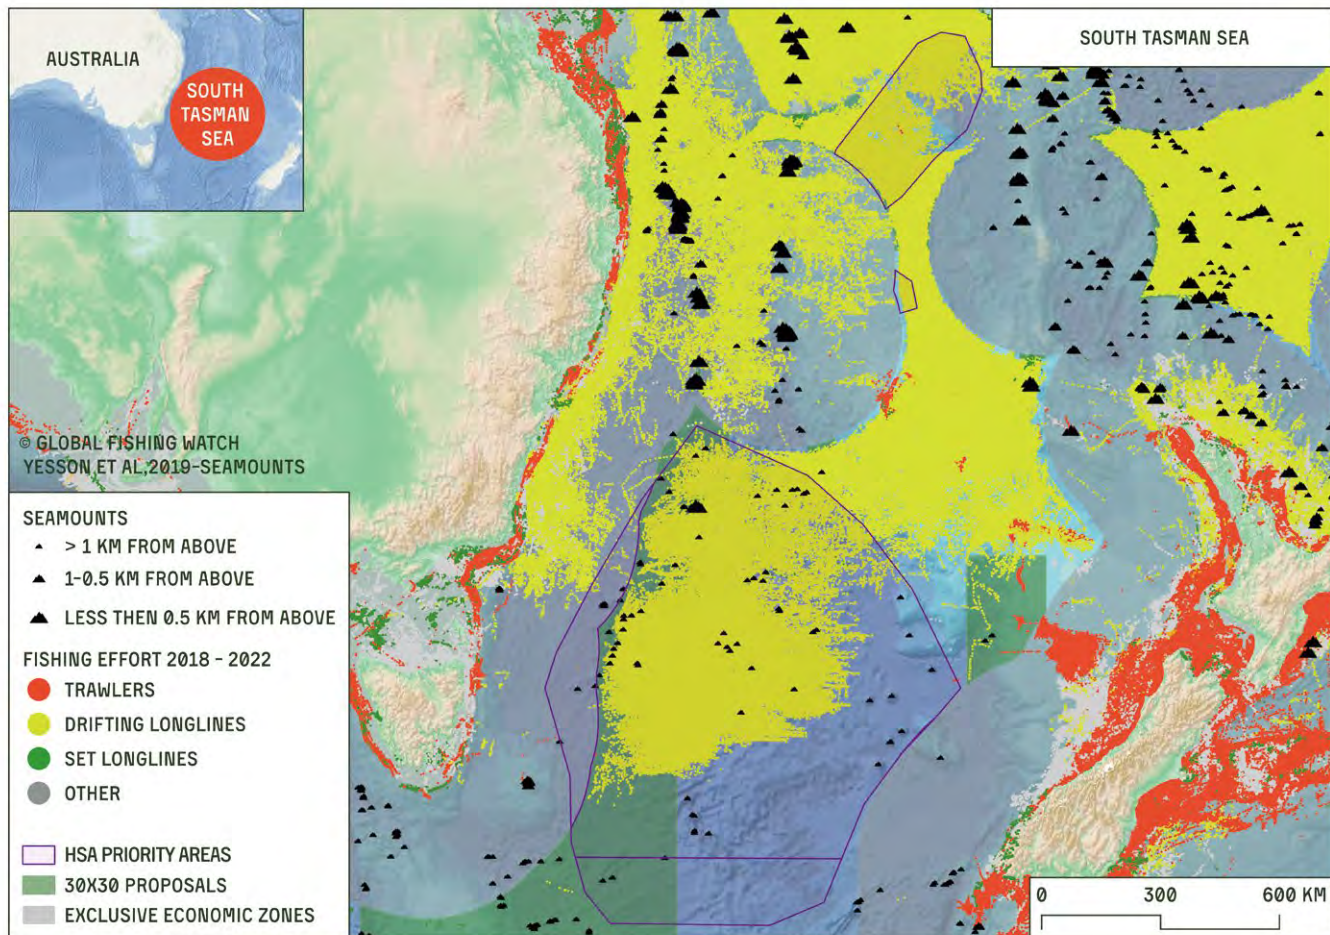 AUSTRALIA
SOUTH
TASMAN
SEA
SOUTH TASMAN SEA
© GLOBAL FISHING WATCH
YESSON ET AL,2019-SEAMOUNTS
SEAMOUNTS
> 1 KM FROM ABOVE
1-0.5 KM FROM ABOVE
LESS THEN 0.5 KM FROM ABOVE
FISHING EFFORT 2018 - 2022
TRAWLERS
DRIFTING LONGLINES
SET LONGLINES
OTHER
HSA PRIORITY AREAS
30X30 PROPOSALS
EXCLUSIVE ECONOMIC ZONES
0 300 600 KM